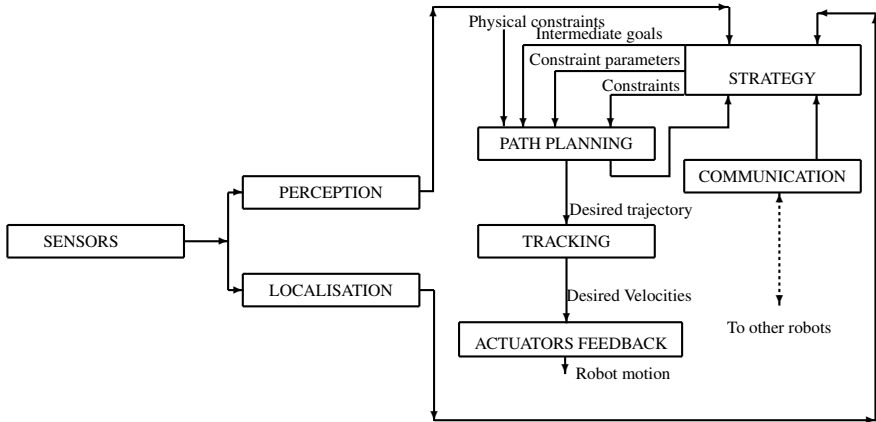 Physical constraints
Intermediate goals
Constraint parameters
STRATEGY
Constraints
PATH PLANNING
COMMUNICATION
PERCEPTION
Desired trajectory
SENSORS
TRACKING
LOCALISATION
Desired Velocities
To other robots
ACTUATORS FEEDBACK
Robot motion